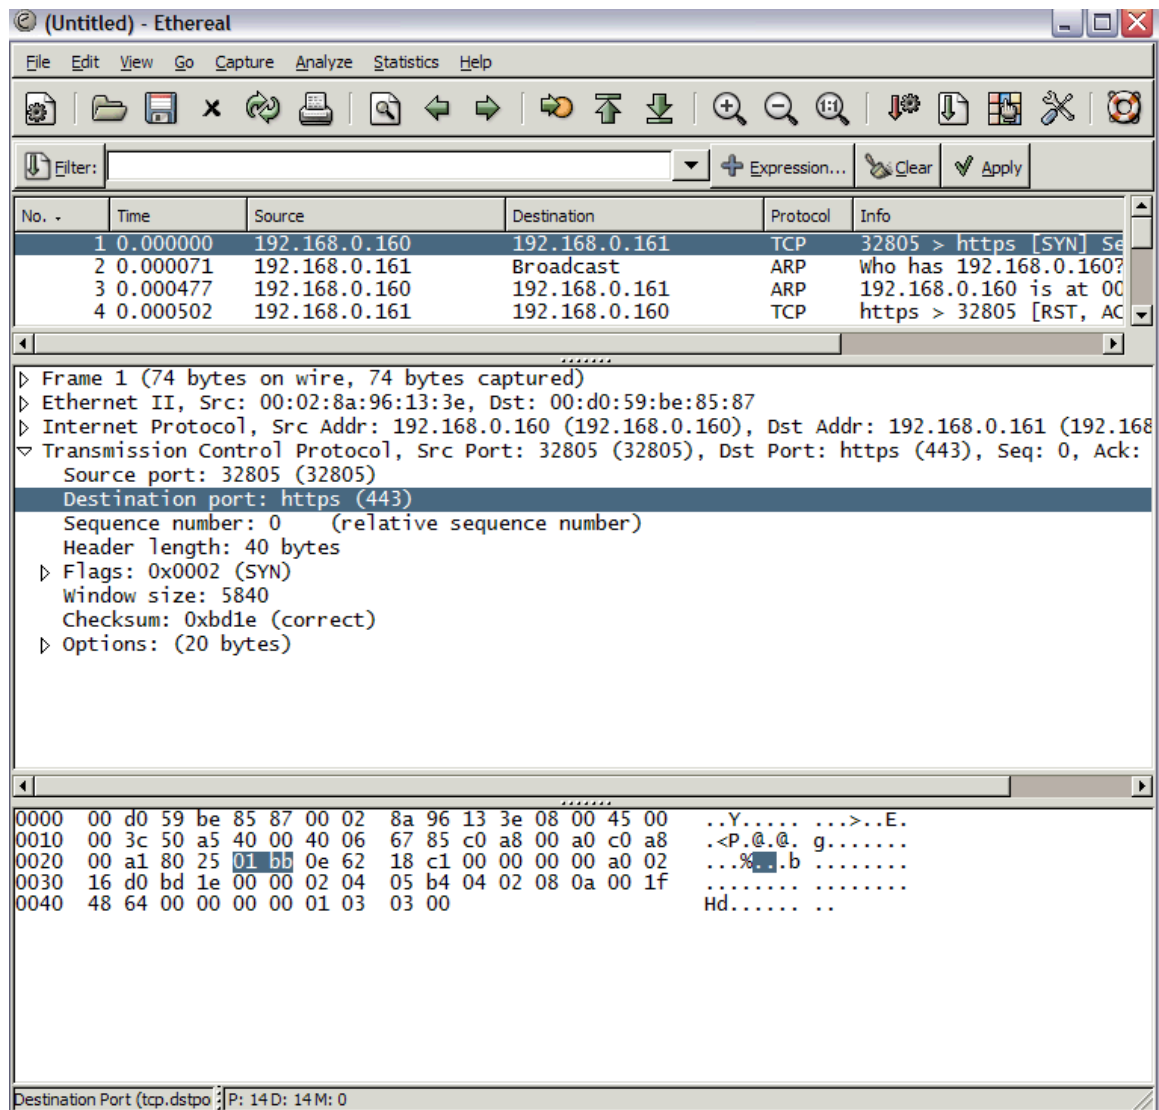 (Untitled) - Ethereal
File Edit View Go Capture Analyze Statistics Help
Filter: Expression... Clear Apply
No. Time Source Destination Protocol Info
1 0.000000 192.168.0.160 192.168.0.161 TCP 32805 > https [SYN] Se
2 0.000071 192.168.0.161 Broadcast ARP Who has 192.168.0.160?
3 0.000477 192.168.0.160 192.168.0.161 ARP 192.168.0.160 is at 00
4 0.000502 192.168.0.161 192.168.0.160 TCP https > 32805 [RST, AC
Frame 1 (74 bytes on wire, 74 bytes captured)
Ethernet II, Src: 00:02:8a:96:13:3e, Dst: 00:d0:59:be:85:87
Internet Protocol, Src Addr: 192.168.0.160 (192.168.0.160), Dst Addr: 192.168.0.161 (192.168
Transmission Control Protocol, Src Port: 32805 (32805), Dst Port: https (443), Seq: 0, Ack:
Source port: 32805 (32805)
Destination port: https (443)
Sequence number: 0 (relative sequence number)
Header length: 40 bytes
Flags: 0x0002 (SYN)
Window size: 5840
Checksum: 0xbd1e (correct)
Options: (20 bytes)
0000 00 d0 59 be 85 87 00 02 8a 96 13 3e 08 00 45 00 ..Y..... ...>..E.
0010 00 3c 50 a5 40 00 40 06 67 85 c0 a8 00 a0 c0 a8 .<P.@.@. g.......
0020 00 a1 80 25 01 bb 0e 62 18 c1 00 00 00 00 a0 02 ...%...b ........
0030 16 d0 bd 1e 00 00 02 04 05 b4 04 02 08 0a 00 1f ........ ........
0040 48 64 00 00 00 00 01 03 03 00 Hd...... ..
Destination Port (tcp.dstpo P: 14 D: 14 M: 0